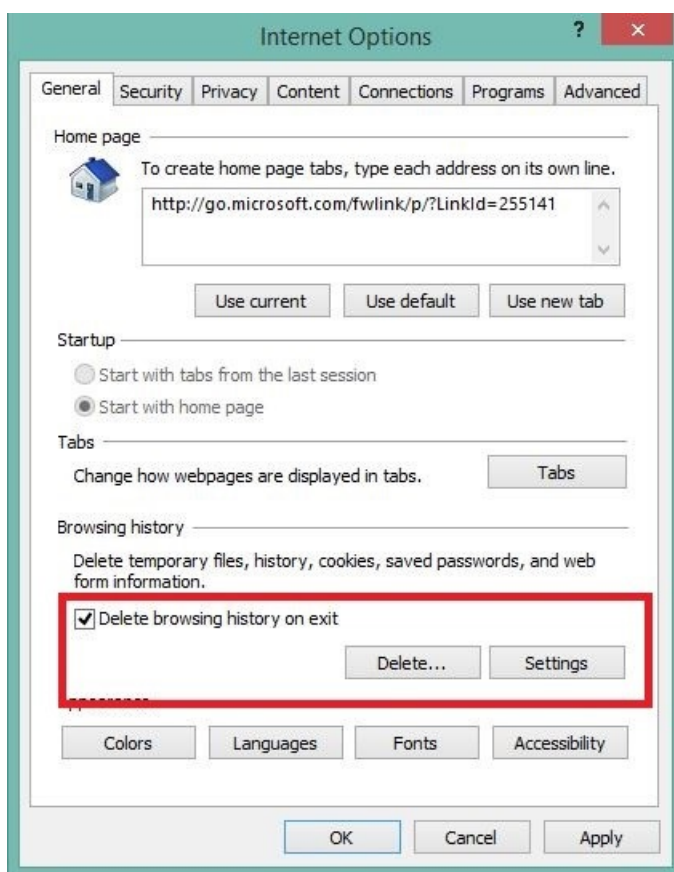 Internet Options
? ×
General Security Privacy Content Connections Programs Advanced
Home page
To create home page tabs, type each address on its own line.
http://go.microsoft.com/fwlink/p/?LinkId=255141
Use current Use default Use new tab
Startup
Start with tabs from the last session
Start with home page
Tabs
Change how webpages are displayed in tabs.
Tabs
Browsing history
Delete temporary files, history, cookies, saved passwords, and web
form information.
Delete browsing history on exit
Delete... Settings
Colors Languages Fonts Accessibility
OK Cancel Apply